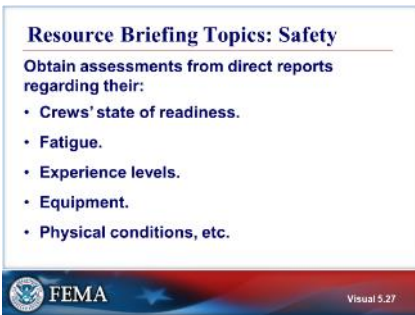 Resource Briefing Topics: Safety
Obtain assessments from direct reports
regarding their:
• Crews' state of readiness.
• Fatigue.
• Experience levels.
• Equipment.
• Physical conditions, etc.
FEMA
Visual 5.27